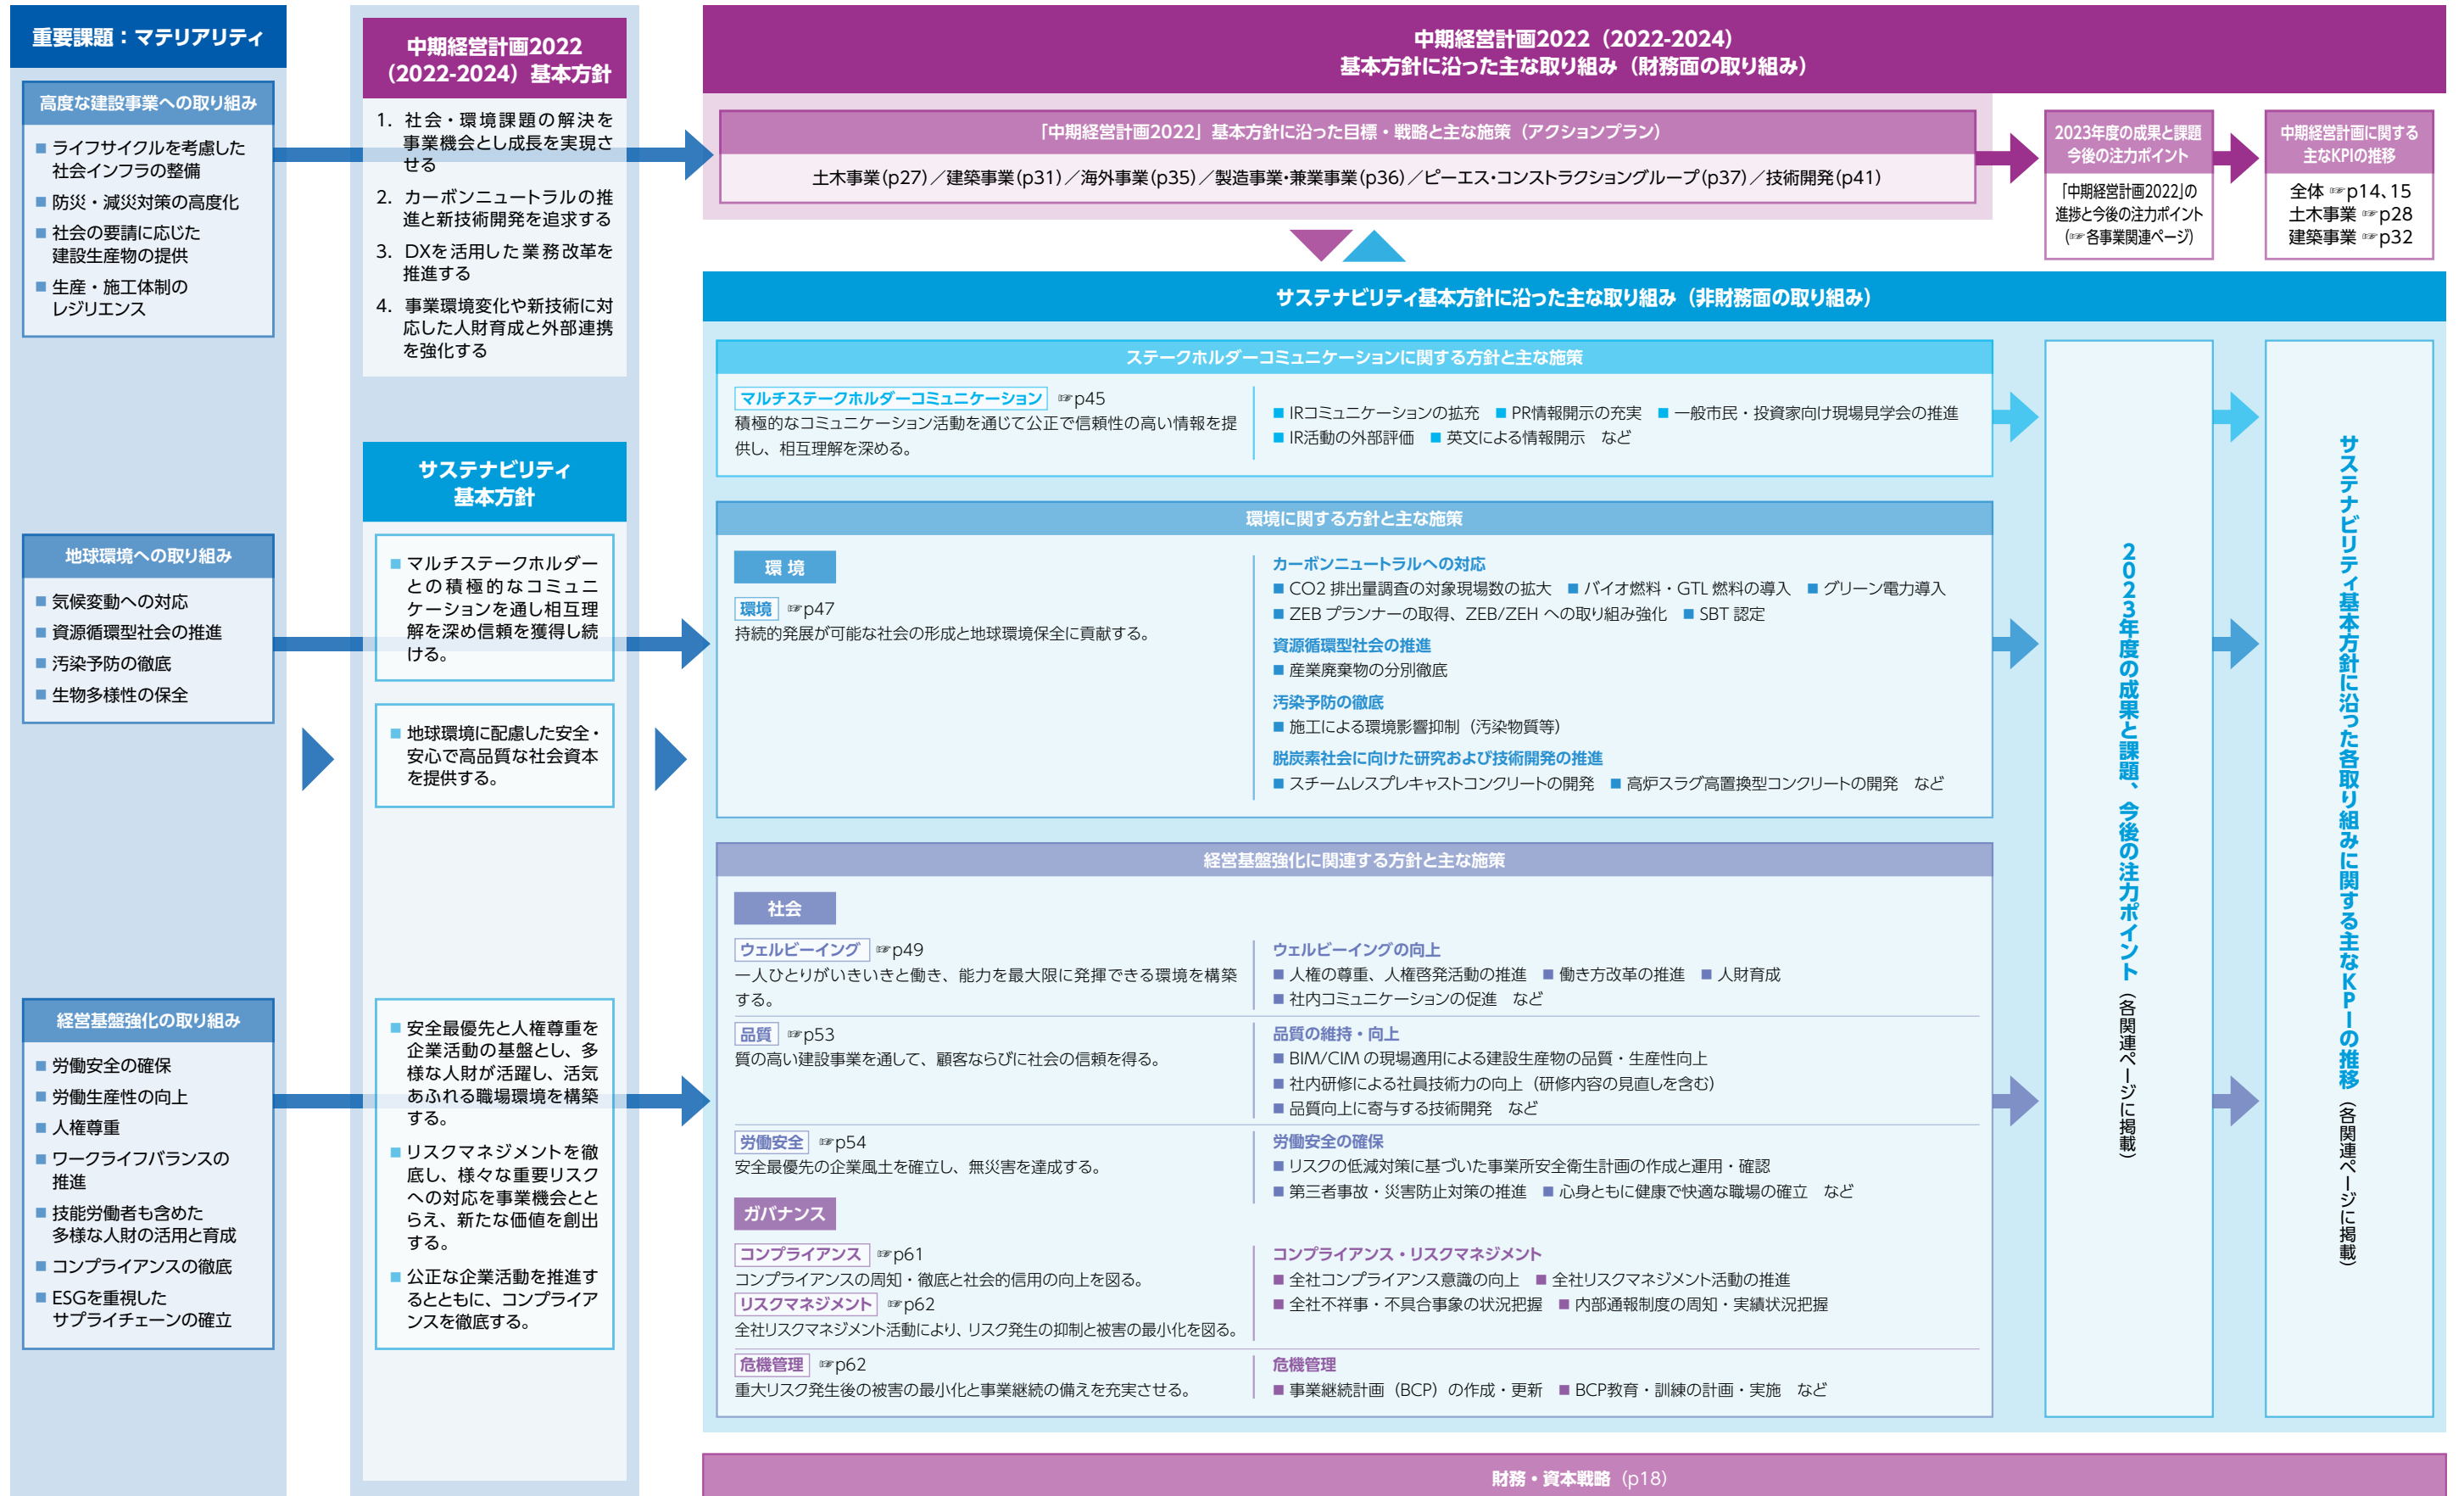 重要課題：マテリアリティ
高度な建設事業への取り組み
■ ライフサイクルを考慮した
社会インフラの整備
■ 防災・減災対策の高度化
■ 社会の要請に応じた
建設生産物の提供
■ 生産・施工体制の
レジリエンス
地球環境への取り組み
■ 気候変動への対応
■ 資源循環型社会の推進
■ 汚染予防の徹底
■ 生物多様性の保全
経営基盤強化の取り組み
■ 労働安全の確保
■ 労働生産性の向上
■ 人権尊重
■ ワークライフバランスの
推進
■ 技能労働者も含めた
多様な人財の活用と育成
■ コンプライアンスの徹底
■ ESGを重視した
サプライチェーンの確立
中期経営計画2022
（2022-2024）基本方針
1. 社会・環境課題の解決を
事業機会とし成長を実現さ
せる
2. カーボンニュートラルの推
進と新技術開発を追求する
3. DXを活用した業務改革を
推進する
4. 事業環境変化や新技術に対
応した人財育成と外部連携
を強化する
サステナビリティ
基本方針
■ マルチステークホルダー
との積極的なコミュニ
ケーションを通し相互理
解を深め信頼を獲得し続
ける。
■ 地球環境に配慮した安全・
安心で高品質な社会資本
を提供する。
■ 安全最優先と人権尊重を
企業活動の基盤とし、多
様な人財が活躍し、活気
あふれる職場環境を構築
する。
■ リスクマネジメントを徹
底し、様々な重要リスク
への対応を事業機会とと
らえ、新たな価値を創出
する。
■ 公正な企業活動を推進す
るとともに、コンプライア
ンスを徹底する。
中期経営計画2022（2022-2024）
基本方針に沿った主な取り組み（財務面の取り組み）
「中期経営計画2022」基本方針に沿った目標・戦略と主な施策（アクションプラン）
土木事業(p27)／建築事業(p31)／海外事業(p35)／製造事業・兼業事業(p36)／ピーエス・コンストラクショングループ(p37)／技術開発(p41)
2023年度の成果と課題
今後の注力ポイント
「中期経営計画2022」の
進捗と今後の注力ポイント
(☞各事業関連ページ)
中期経営計画に関する
主なKPIの推移
全体 ☞p14、15
土木事業 ☞p28
建築事業 ☞p32
サステナビリティ基本方針に沿った主な取り組み（非財務面の取り組み）
ステークホルダーコミュニケーションに関する方針と主な施策
マルチステークホルダーコミュニケーション ☞p45
積極的なコミュニケーション活動を通じて公正で信頼性の高い情報を提
供し、相互理解を深める。
■ IRコミュニケーションの拡充 ■ PR情報開示の充実 ■ 一般市民・投資家向け現場見学会の推進
■ IR活動の外部評価 ■ 英文による情報開示 など
環境に関する方針と主な施策
環 境
環境 ☞p47
持続的発展が可能な社会の形成と地球環境保全に貢献する。
カーボンニュートラルへの対応
■ CO2 排出量調査の対象現場数の拡大 ■ バイオ燃料・GTL 燃料の導入 ■ グリーン電力導入
■ ZEB プランナーの取得、ZEB/ZEH への取り組み強化 ■ SBT 認定
資源循環型社会の推進
■ 産業廃棄物の分別徹底
汚染予防の徹底
■ 施工による環境影響抑制（汚染物質等）
脱炭素社会に向けた研究および技術開発の推進
■ スチームレスプレキャストコンクリートの開発 ■ 高炉スラグ高置換型コンクリートの開発 など
経営基盤強化に関連する方針と主な施策
社会
ウェルビーイング ☞p49
一人ひとりがいきいきと働き、能力を最大限に発揮できる環境を構築
する。
ウェルビーイングの向上
■ 人権の尊重、人権啓発活動の推進 ■ 働き方改革の推進 ■ 人財育成
■ 社内コミュニケーションの促進 など
品質 ☞p53
質の高い建設事業を通して、顧客ならびに社会の信頼を得る。
品質の維持・向上
■ BIM/CIM の現場適用による建設生産物の品質・生産性向上
■ 社内研修による社員技術力の向上（研修内容の見直しを含む）
■ 品質向上に寄与する技術開発 など
労働安全 ☞p54
安全最優先の企業風土を確立し、無災害を達成する。
労働安全の確保
■ リスクの低減対策に基づいた事業所安全衛生計画の作成と運用・確認
■ 第三者事故・災害防止対策の推進 ■ 心身ともに健康で快適な職場の確立 など
ガバナンス
コンプライアンス ☞p61
コンプライアンスの周知・徹底と社会的信用の向上を図る。
リスクマネジメント ☞p62
全社リスクマネジメント活動により、リスク発生の抑制と被害の最小化を図る。
コンプライアンス・リスクマネジメント
■ 全社コンプライアンス意識の向上 ■ 全社リスクマネジメント活動の推進
■ 全社不祥事・不具合事象の状況把握 ■ 内部通報制度の周知・実績状況把握
危機管理 ☞p62
重大リスク発生後の被害の最小化と事業継続の備えを充実させる。
危機管理
■ 事業継続計画（BCP）の作成・更新 ■ BCP教育・訓練の計画・実施 など
2023年度の成果と課題、今後の注力ポイント（各関連ページに掲載）
サステナビリティ基本方針に沿った各取り組みに関する主なKPIの推移（各関連ページに掲載）
財務・資本戦略（p18）